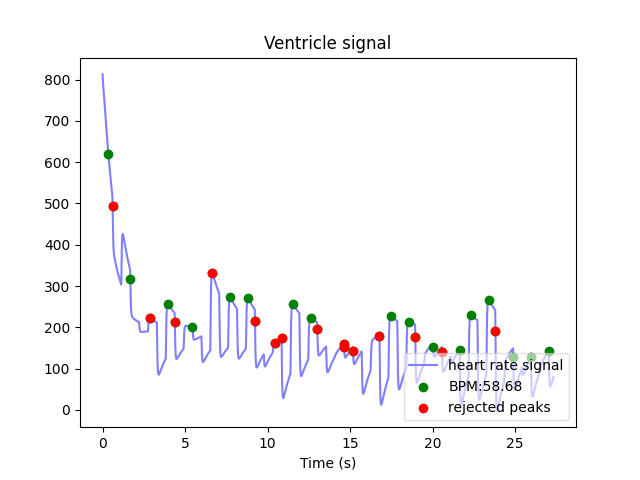 Ventricle signal
800
700
600
500
400
300
200
100
0
heart rate signal
BPM:58.68
rejected peaks
0 5 10 15 20 25
Time (s)